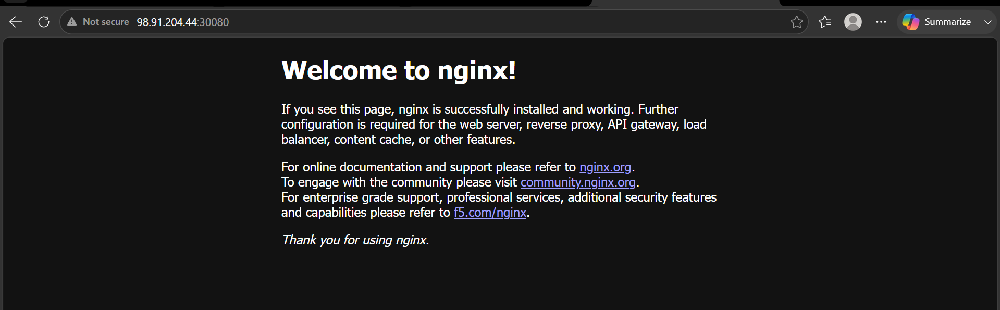 Not secure 98.91.204.44:30080 Summarize
Welcome to nginx!
If you see this page, nginx is successfully installed and working. Further
configuration is required for the web server, reverse proxy, API gateway, load
balancer, content cache, or other features.
For online documentation and support please refer to nginx.org.
To engage with the community please visit community.nginx.org.
For enterprise grade support, professional services, additional security features
and capabilities please refer to f5.com/nginx.
Thank you for using nginx.